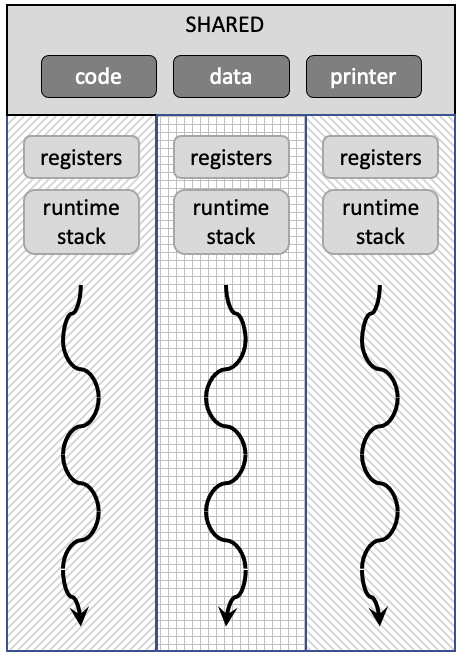 SHARED
code data printer
registers registers registers
runtime runtime runtime
stack stack stack